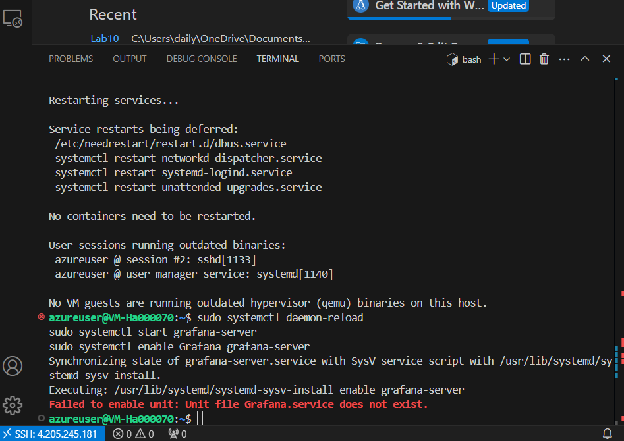 Recent
Get Started with W...
Updated
Lab10 C:\Users\daily\OneDrive\Documents...
PROBLEMS OUTPUT DEBUG CONSOLE TERMINAL PORTS bash
Restarting services...
Service restarts being deferred:
/etc/needrestart/restart.d/dbus.service
systemctl restart networkd-dispatcher.service
systemctl restart systemd-logind.service
systemctl restart unattended-upgrades.service
No containers need to be restarted.
User sessions running outdated binaries:
azureuser @ session #2: sshd[1133]
azureuser @ user manager service: systemd[1140]
No VM guests are running outdated hypervisor (qemu) binaries on this host.
azureuser@VM-Ha000070:~$ sudo systemctl daemon-reload
sudo systemctl start grafana-server
sudo systemctl enable Grafana grafana-server
Synchronizing state of grafana-server.service with SysV service script with /usr/lib/systemd/sy
stemd-sysv-install.
Executing: /usr/lib/systemd/systemd-sysv-install enable grafana-server
Failed to enable unit: Unit file Grafana.service does not exist.
azureuser@VM-Ha000070:~$
SSH: 4.205.245.181 0 0 0